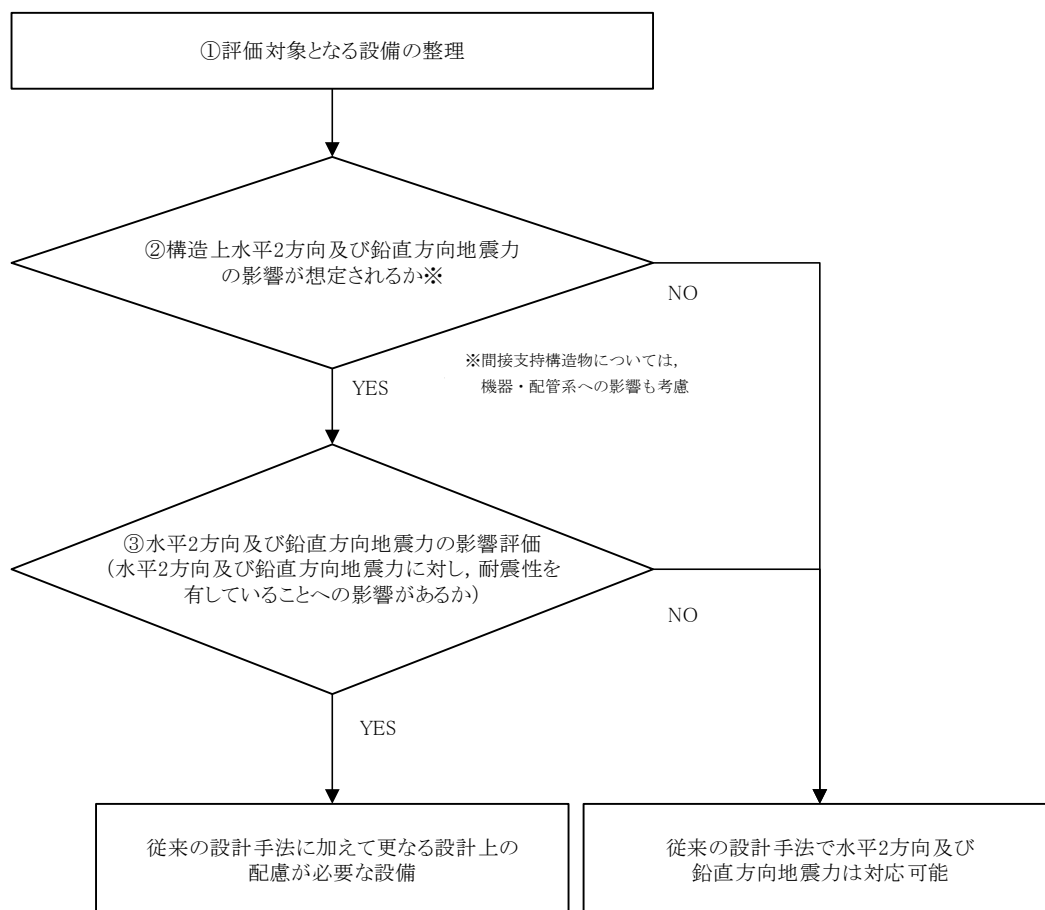 ①評価対象となる設備の整理
②構造上水平2方向及び鉛直方向地震力
の影響が想定されるか※
NO
※間接支持構造物については,
機器・配管系への影響も考慮
YES
③水平2方向及び鉛直方向地震力の影響評価
(水平2方向及び鉛直方向地震力に対し, 耐震性を
有していることへの影響があるか)
NO
YES
従来の設計手法に加えて更なる設計上の
配慮が必要な設備
従来の設計手法で水平2方向及び
鉛直方向地震力は対応可能